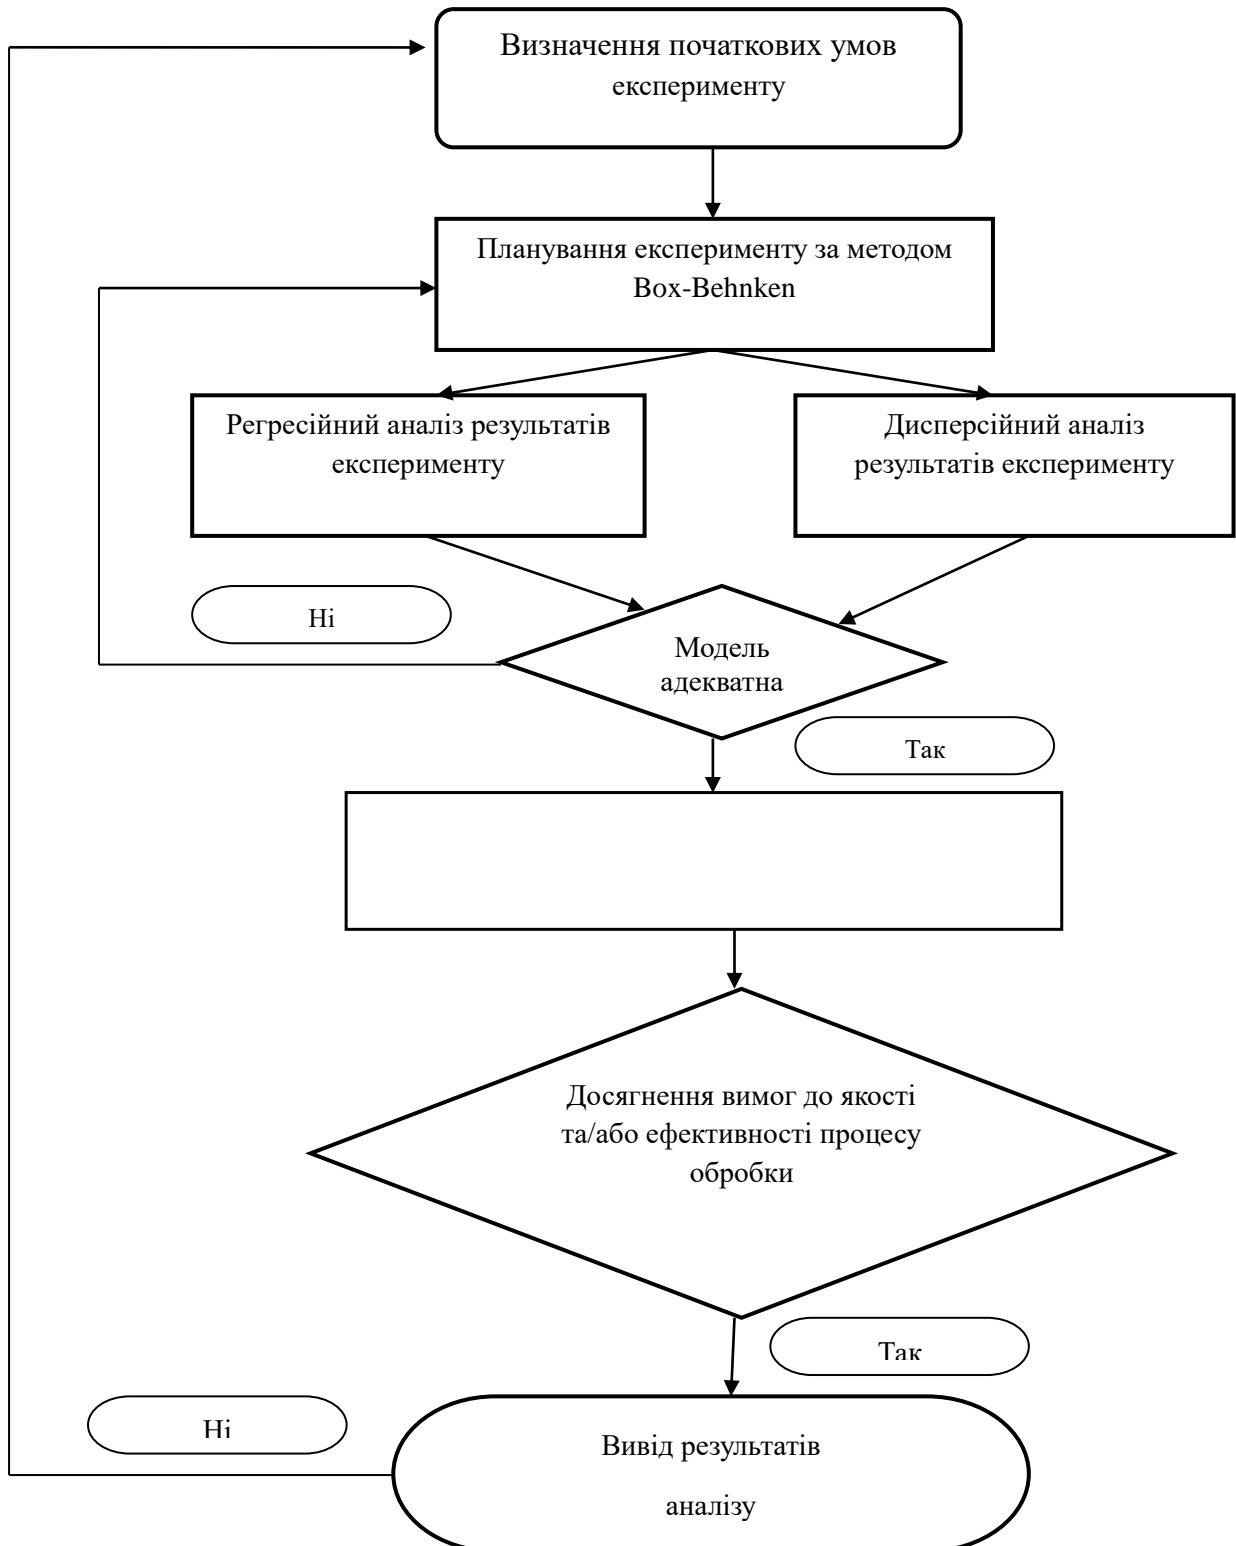 Визначення початкових умов
експерименту
Планування експерименту за методом
Box-Behnken
Регресійний аналіз результатів
експерименту
Дисперсійний аналіз
результатів експерименту
Ні
Модель
адекватна
Так
Досягнення вимог до якості
та/або ефективності процесу
обробки
Так
Ні
Вивід результатів
аналізу